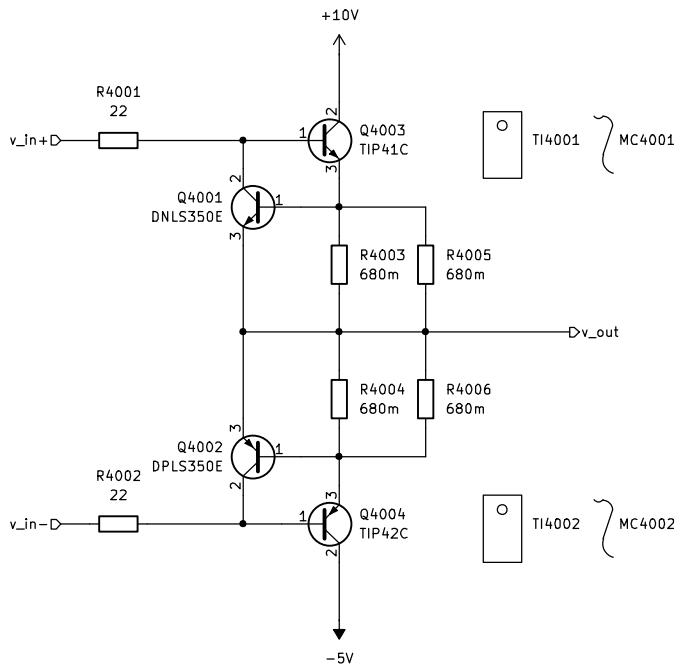 +10V
R4001
22
v_in+
1
2
3
Q4003
TIP41C
TI4001
MC4001
2
Q4001
DNLS350E
1
3
R4003
680m
R4005
680m
v_out
R4004
680m
R4006
680m
3
Q4002
DPLS350E
1
2
R4002
22
v_in-
1
3
2
Q4004
TIP42C
TI4002
MC4002
-5V